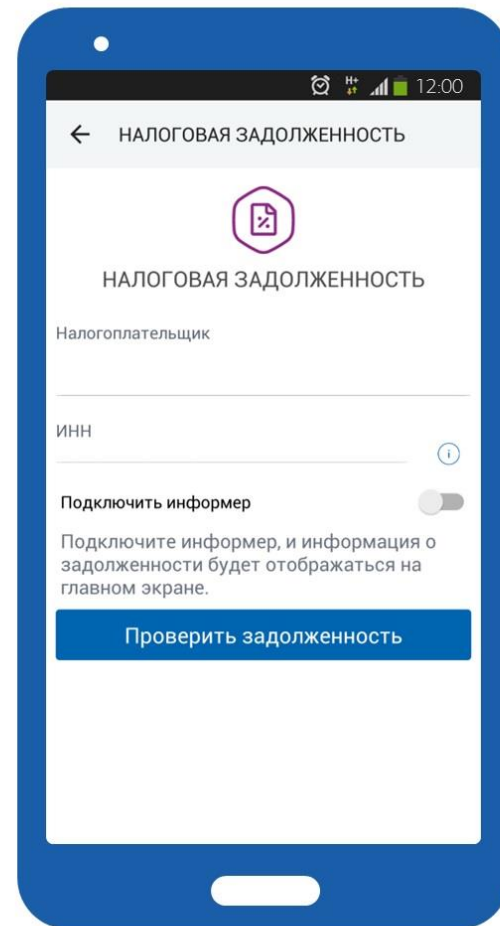 H+ 12:00
НАЛОГОВАЯ ЗАДОЛЖЕННОСТЬ
НАЛОГОВАЯ ЗАДОЛЖЕННОСТЬ
Налогоплательщик
ИНН
Подключить информер
Подключите информер, и информация о
задолженности будет отображаться на
главном экране.
Проверить задолженность